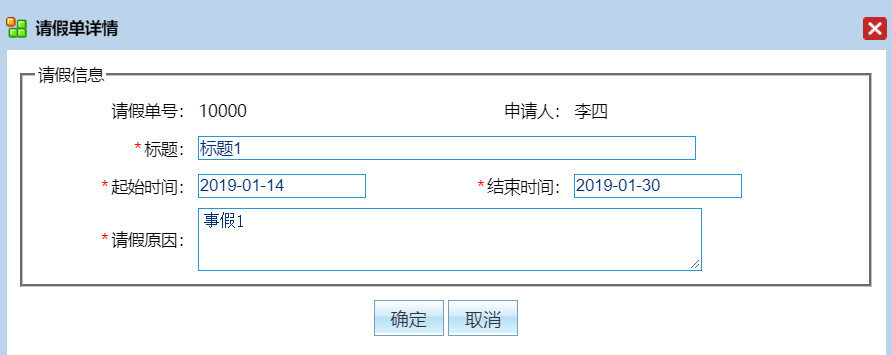 请假单详情
请假信息
请假单号： 10000 申请人： 李四
*标题： 标题1
*起始时间： 2019-01-14 *结束时间： 2019-01-30
*请假原因： 事假1
确定 取消